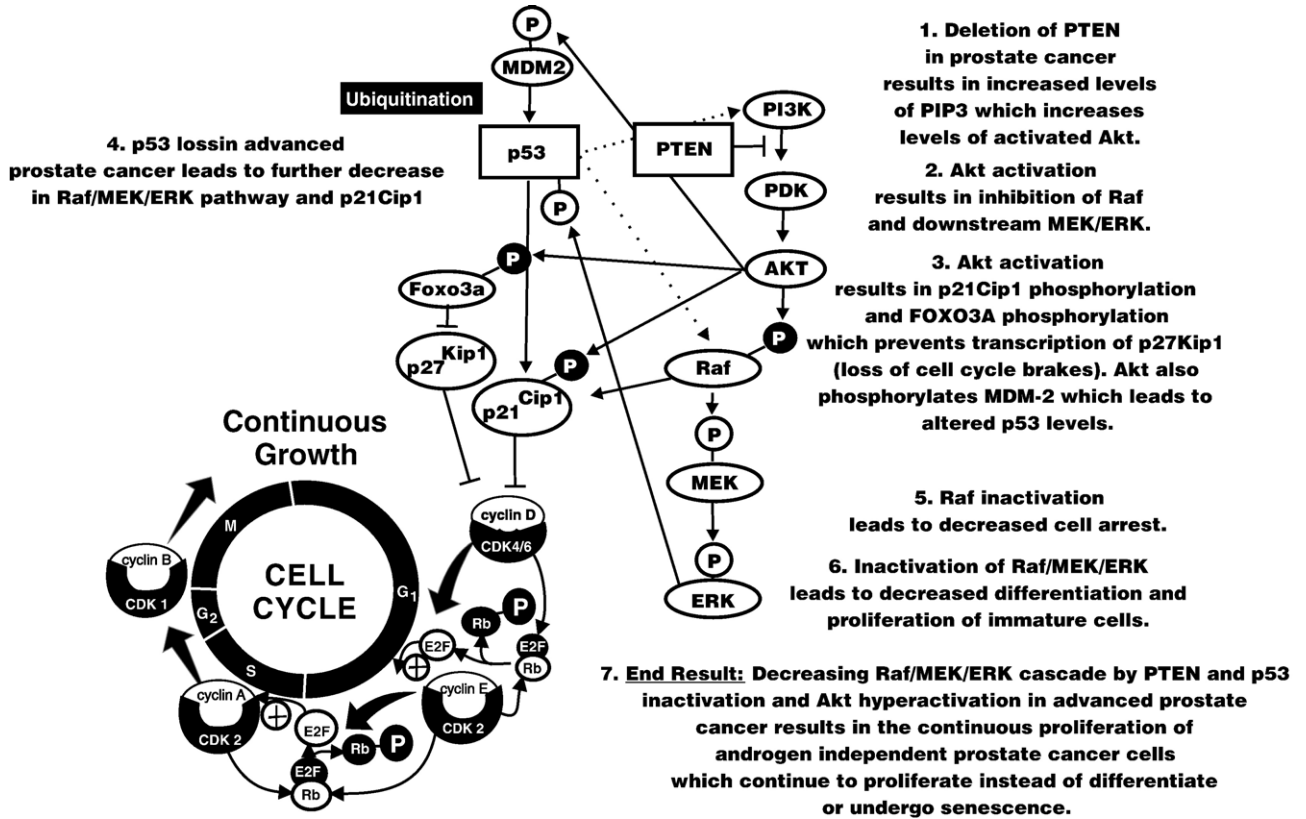 P
MDM2
Ubiquitination
p53
P
PTEN
PI3K
PDK
AKT
P
Foxo3a
P
p27Kip1
P
p21Cip1
Raf
P
MEK
P
ERK
1. Deletion of PTEN
in prostate cancer
results in increased levels
of PIP3 which increases
levels of activated Akt.
2. Akt activation
results in inhibition of Raf
and downstream MEK/ERK.
3. Akt activation
results in p21Cip1 phosphorylation
and FOXO3A phosphorylation
which prevents transcription of p27Kip1
(loss of cell cycle brakes). Akt also
phosphorylates MDM-2 which leads to
altered p53 levels.
4. p53 lossin advanced
prostate cancer leads to further decrease
in Raf/MEK/ERK pathway and p21Cip1
5. Raf inactivation
leads to decreased cell arrest.
6. Inactivation of Raf/MEK/ERK
leads to decreased differentiation and
proliferation of immature cells.
7. End Result: Decreasing Raf/MEK/ERK cascade by PTEN and p53
inactivation and Akt hyperactivation in advanced prostate
cancer results in the continuous proliferation of
androgen independent prostate cancer cells
which continue to proliferate instead of differentiate
or undergo senescence.
Continuous
Growth
CELL
CYCLE
M
G1
G2
S
cyclin B
CDK 1
cyclin A
CDK 2
cyclin D
CDK4/6
cyclin E
CDK 2
Rb
P
E2F
E2F
Rb
E2F
Rb
P
E2F
Rb